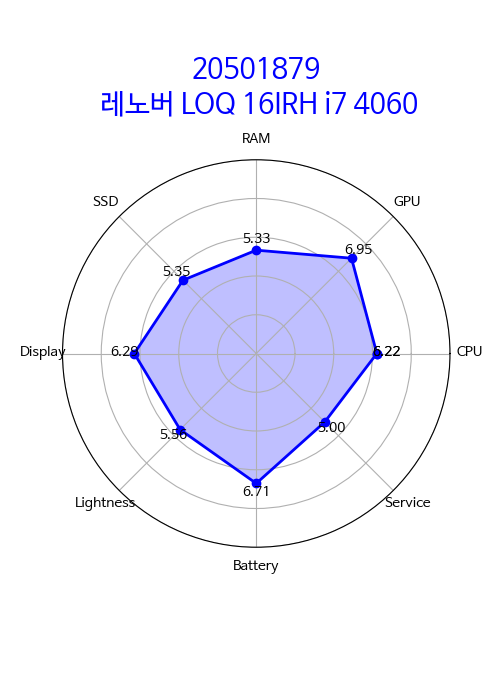 20501879
레노버 LOQ 16IRH i7 4060
RAM
SSD
GPU
5.33
6.95
5.35
Display
6.29
6.22
CPU
5.56
5.00
6.71
Lightness
Service
Battery